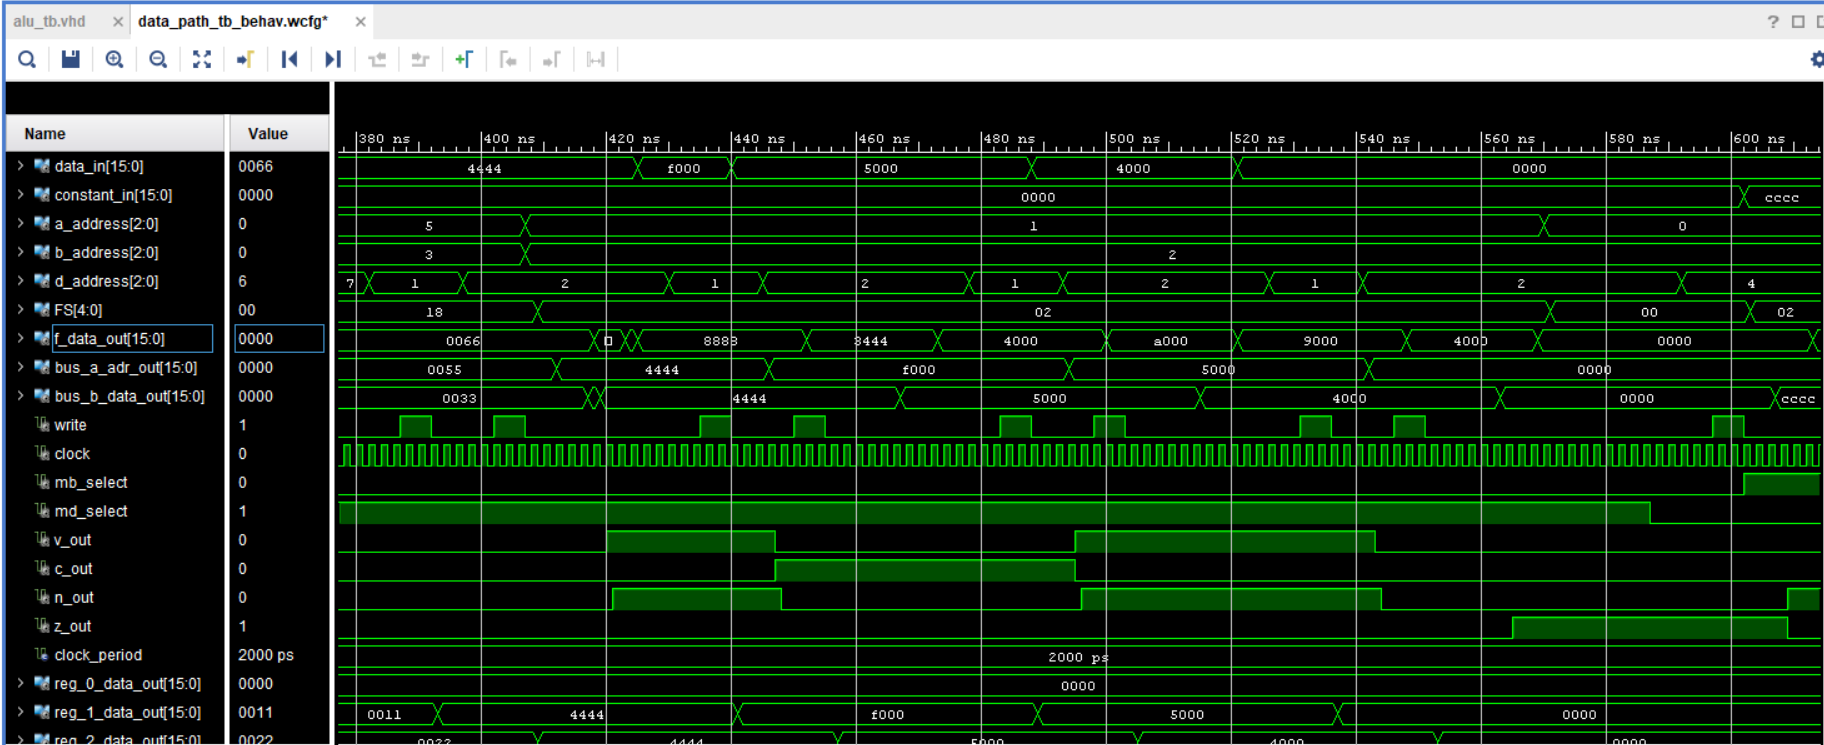 alu_tb.vhd × data_path_tb_behav.wcfg* × ?
Name Value
380 ns 400 ns 420 ns 440 ns 460 ns 480 ns 500 ns 520 ns 540 ns 560 ns 580 ns 600 ns
data_in[15:0] 0066 4444 f000 5000 4000 0000
constant_in[15:0] 0000 0000 cccc
a_address[2:0] 0 5 1 0
b_address[2:0] 0 3 2
d_address[2:0] 6 7 1 2 1 2 1 2 1 2 4
FS[4:0] 00 18 02 00 02
f_data_out[15:0] 0000 0066 8888 3444 4000 a000 9000 4000 0000
bus_a_adr_out[15:0] 0000 0055 4444 f000 5000 0000
bus_b_data_out[15:0] 0000 0033 4444 5000 4000 0000 cccc
write 1
clock 0
mb_select 0
md_select 1
v_out 0
c_out 0
n_out 0
z_out 1
clock_period 2000 ps 2000 ps
reg_0_data_out[15:0] 0000 0000
reg_1_data_out[15:0] 0011 0011 4444 f000 5000 0000
reg_2_data_out[15:0] 0022 0022 4444 5000 4000 0000